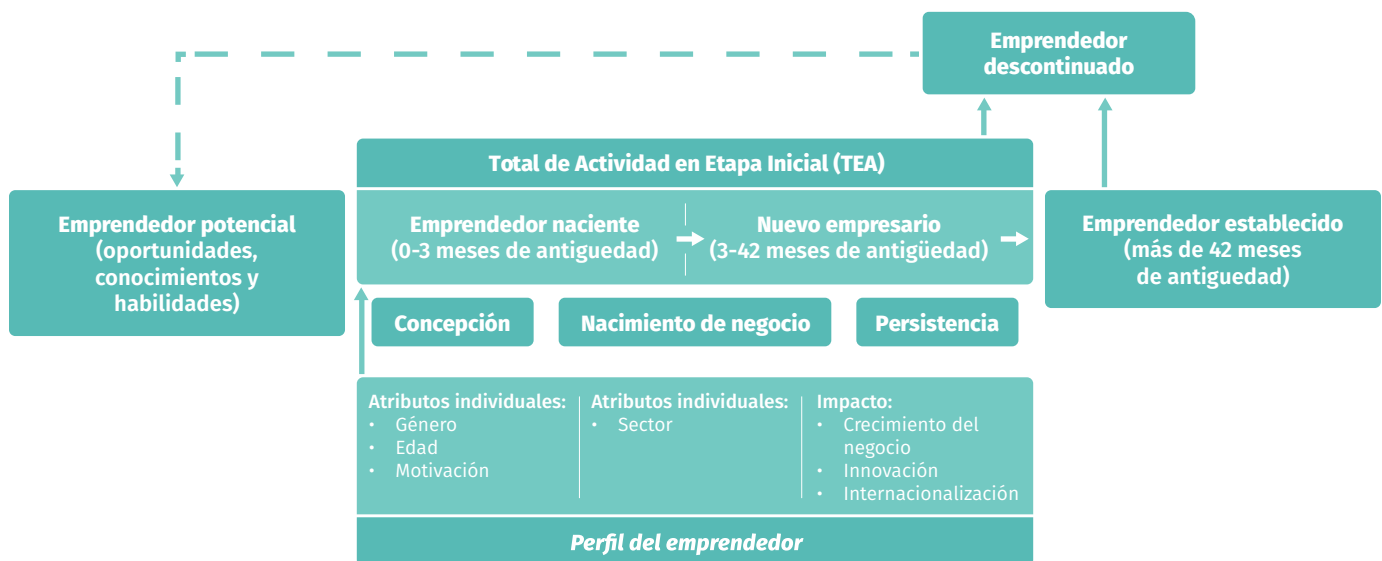 Emprendedor
descontinuado
Total de Actividad en Etapa Inicial (TEA)
Emprendedor potencial
(oportunidades,
conocimientos y
habilidades)
Emprendedor naciente
(0-3 meses de antiguedad)
Nuevo empresario
(3-42 meses de antigüedad)
Emprendedor establecido
(más de 42 meses
de antiguedad)
Concepción
Nacimiento de negocio
Persistencia
Atributos individuales:
• Género
• Edad
• Motivación
Atributos individuales:
• Sector
Impacto:
• Crecimiento del
negocio
• Innovación
• Internacionalización
Perfil del emprendedor